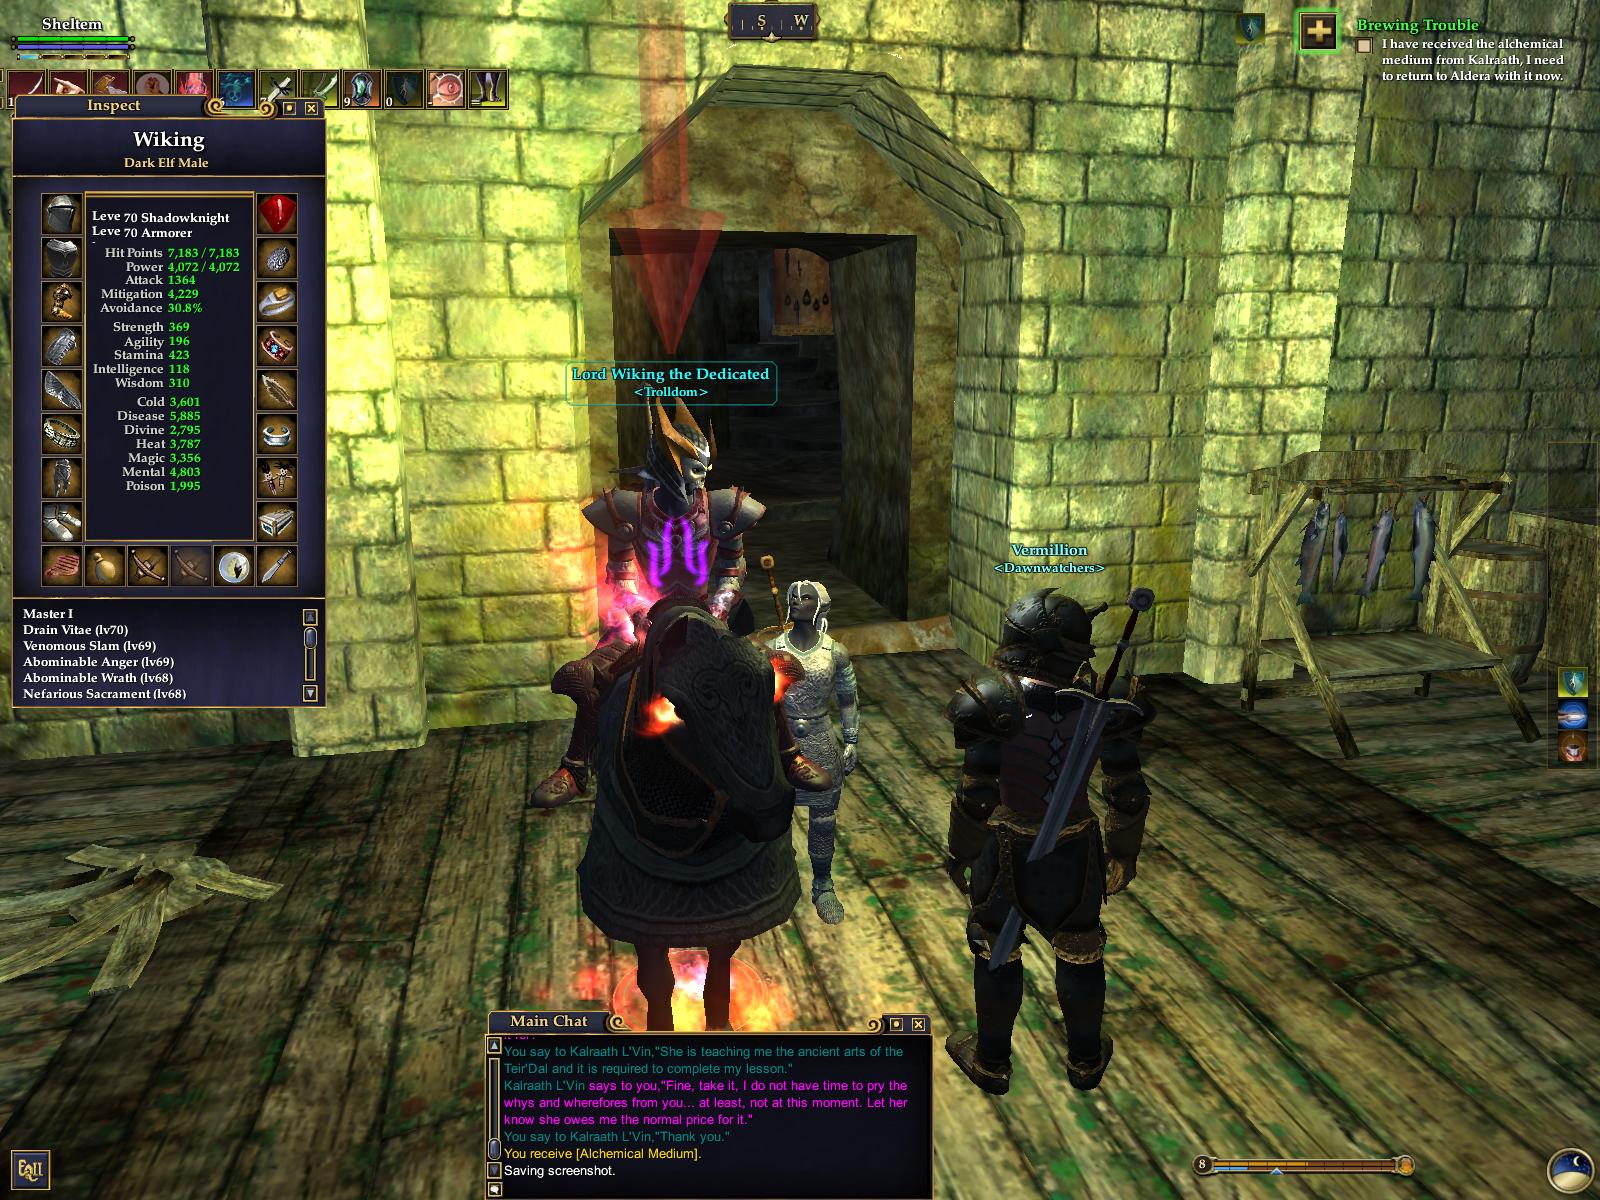 Sheltem
S W
Brewing Trouble
I have received the alchemical
medium from Kalraath, I need
to return to Aldera with it now.
1
9
0
-
=
Inspect
Wiking
Dark Elf Male
Leve 70 Shadowknight
Leve 70 Armorer
Hit Points 7,183 / 7,183
Power 4,072 / 4,072
Attack 1364
Mitigation 4,229
Avoidance 30.8%
Strength 369
Agility 196
Stamina 423
Intelligence 118
Wisdom 310
Cold 3,601
Disease 5,885
Divine 2,795
Heat 3,787
Magic 3,356
Mental 4,803
Poison 1,995
Master I
Drain Vitae (lv70)
Venomous Slam (lv69)
Abominable Anger (lv69)
Abominable Wrath (lv68)
Nefarious Sacrament (lv68)
Lord Wiking the Dedicated
<Trolldom>
Vermillion
<Dawnwatchers>
Main Chat
You say to Kalraath L'Vin,"She is teaching me the ancient arts of the
Teir'Dal and it is required to complete my lesson."
Kalraath L'Vin says to you,"Fine, take it, I do not have time to pry the
whys and wherefores from you... at least, not at this moment. Let her
know she owes me the normal price for it."
You say to Kalraath L'Vin,"Thank you."
You receive [Alchemical Medium].
Saving screenshot.
EQII
8